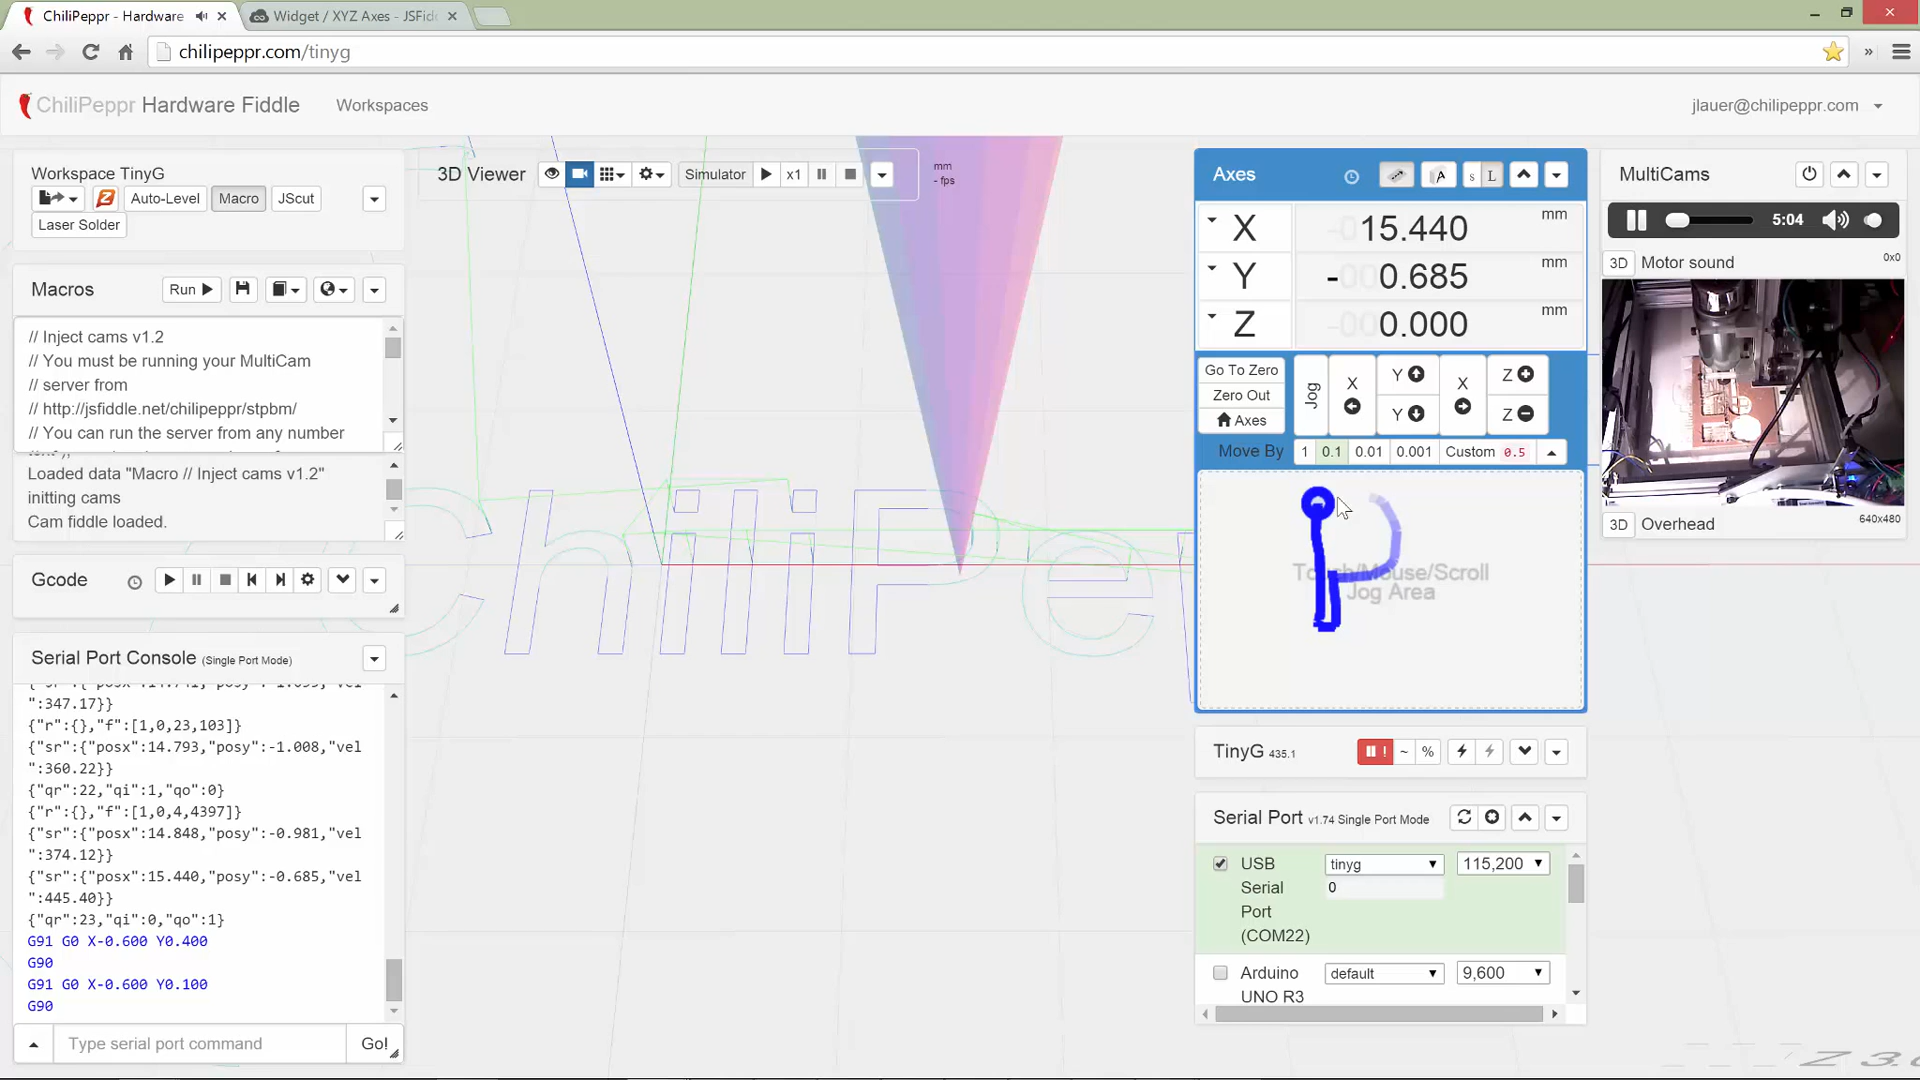 ChiliPeppr - Hardware
Widget / XYZ Axes - JSFid
chilipeppr.com/tinyg
ChiliPeppr Hardware Fiddle
Workspaces
jlauer@chilipeppr.com
Workspace TinyG
Auto-Level
Macro
JScut
Laser Solder
Macros
Run
// Inject cams v1.2
// You must be running your MultiCam
// server from
// http://jsfiddle.net/chilipeppr/stpbm/
// You can run the server from any number
Loaded data "Macro // Inject cams v1.2"
initting cams
Cam fiddle loaded.
Gcode
Serial Port Console (Single Port Mode)
":347.17}}
{"r":{},"f":[1,0,23,103]}
{"sr":{"posx":14.793,"posy":-1.008,"vel
":360.22}}
{"qr":22,"qi":1,"qo":0}
{"r":{},"f":[1,0,4,4397]}
{"sr":{"posx":14.848,"posy":-0.981,"vel
":374.12}}
{"sr":{"posx":15.440,"posy":-0.685,"vel
":445.40}}
{"qr":23,"qi":0,"qo":1}
G91 G0 X-0.600 Y0.400
G90
G91 G0 X-0.600 Y0.100
G90
Type serial port command
Go!
3D Viewer
Simulator
x1
mm
- fps
ChiliPe
Axes
A
s L
X -015.440 mm
Y -000.685 mm
Z -000.000 mm
Go To Zero
Zero Out
Axes
Jog
X
Y
Y
X
Z
Z
Move By 1 0.1 0.01 0.001 Custom 0.5
Touch/Mouse/Scroll
Jog Area
TinyG 435.1
! ~ %
Serial Port v1.74 Single Port Mode
USB
Serial
Port
(COM22)
tinyg
0
115,200
Arduino
UNO R3
default
9,600
MultiCams
5:04
3D Motor sound 0x0
3D Overhead 640x480